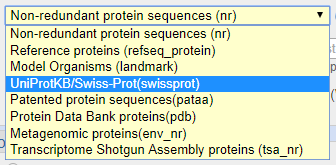 Non-redundant protein sequences (nr)
Non-redundant protein sequences (nr)
Reference proteins (refseq_protein)
Model Organisms (landmark)
UniProtKB/Swiss-Prot(swissprot)
Patented protein sequences(pataa)
Protein Data Bank proteins(pdb)
Metagenomic proteins(env_nr)
Transcriptome Shotgun Assembly proteins (tsa_nr)